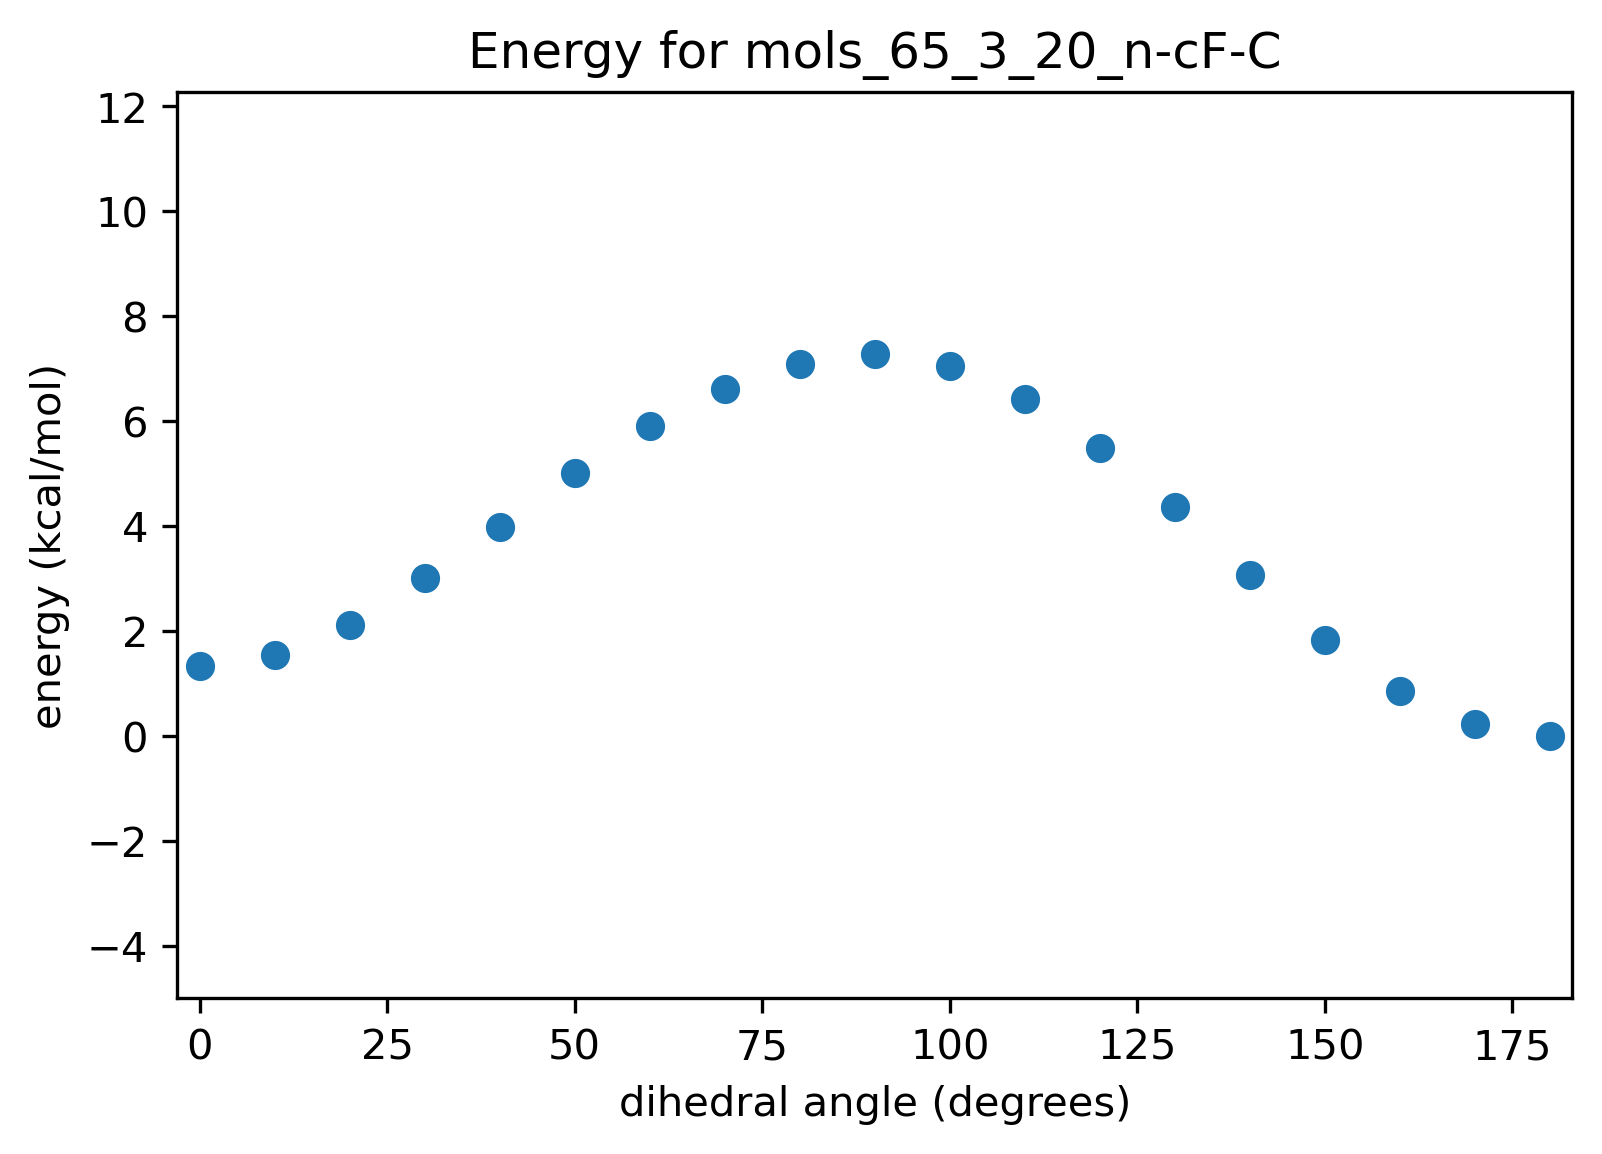 Energy for mols_65_3_20_n-cF-C
12
10
8
6
4
2
0
−2
−4
energy (kcal/mol)
0 25 50 75 100 125 150 175
dihedral angle (degrees)